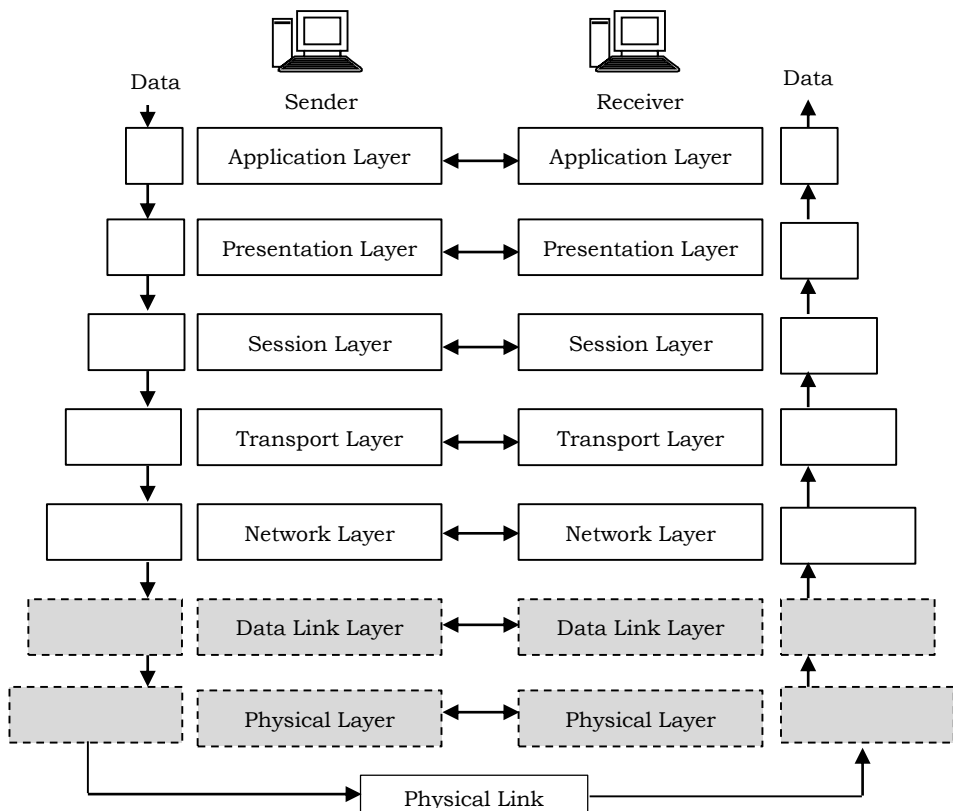 Data
Data
Sender
Receiver
Application Layer
Application Layer
Presentation Layer
Presentation Layer
Session Layer
Session Layer
Transport Layer
Transport Layer
Network Layer
Network Layer
Data Link Layer
Data Link Layer
Physical Layer
Physical Layer
Physical Link